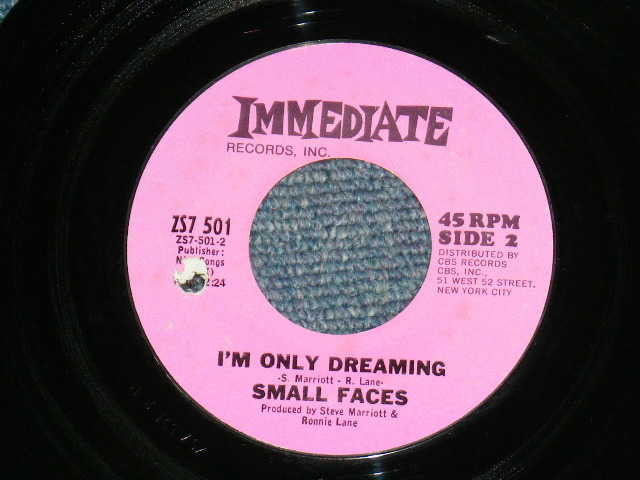 IMMEDIATE
RECORDS, INC.
ZS7 501
ZS7-501-2
Publisher:
Songs
:24
45 RPM
SIDE 2
DISTRIBUTED BY
CBS RECORDS
CBS, INC.,
51 WEST 52 STREET,
NEW YORK CITY
I'M ONLY DREAMING
-S. Marriott - R. Lane-
SMALL FACES
Produced by Steve Marriott &
Ronnie Lane